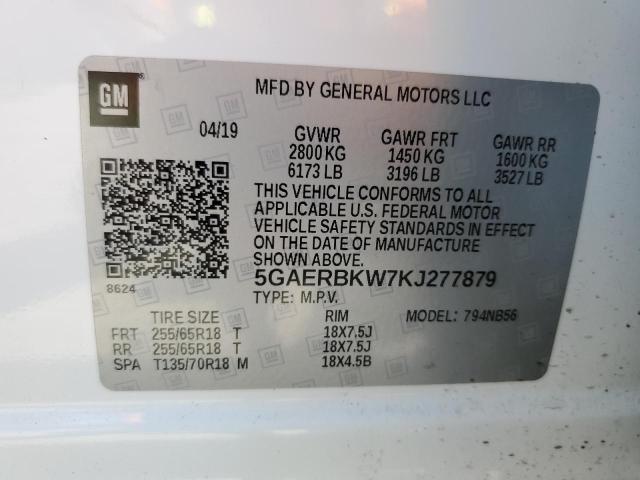 GM
MFD BY GENERAL MOTORS LLC
04/19 GVWR GAWR FRT GAWR RR
2800 KG 1450 KG 1600 KG
6173 LB 3196 LB 3527 LB
THIS VEHICLE CONFORMS TO ALL
APPLICABLE U.S. FEDERAL MOTOR
VEHICLE SAFETY STANDARDS IN EFFECT
ON THE DATE OF MANUFACTURE
SHOWN ABOVE.
8624
5GAERBKW7KJ277879
TYPE: M.P.V. MODEL: 794NB56
TIRE SIZE RIM
FRT 255/65R18 T 18X7.5J
RR 255/65R18 T 18X7.5J
SPA T135/70R18 M 18X4.5B